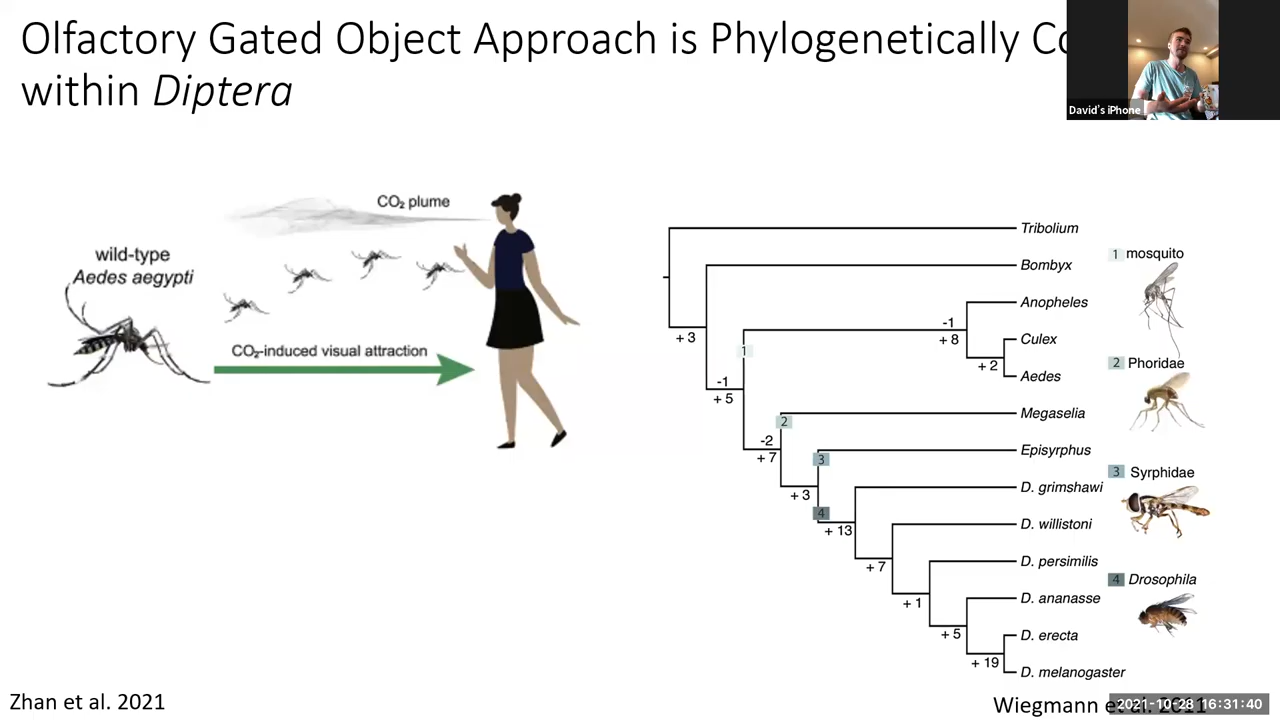 Olfactory Gated Object Approach is Phylogenetically
within Diptera
David's iPhone
CO₂ plume
wild-type
Aedes aegypti
CO₂-induced visual attraction
Tribolium
1 mosquito
Bombyx
Anopheles
-1
+ 8
Culex
+ 3
1
+ 2
Aedes
2 Phoridae
-1
+ 5
Megaselia
2
-2
+ 7
Episyrphus
3
3 Syrphidae
+ 3
D. grimshawi
4
+ 13
D. willistoni
+ 7
D. persimilis
4 Drosophila
+ 1
D. ananasse
+ 5
D. erecta
+ 19
D. melanogaster
Zhan et al. 2021
Wiegmann
2021-10-28 16:31:40